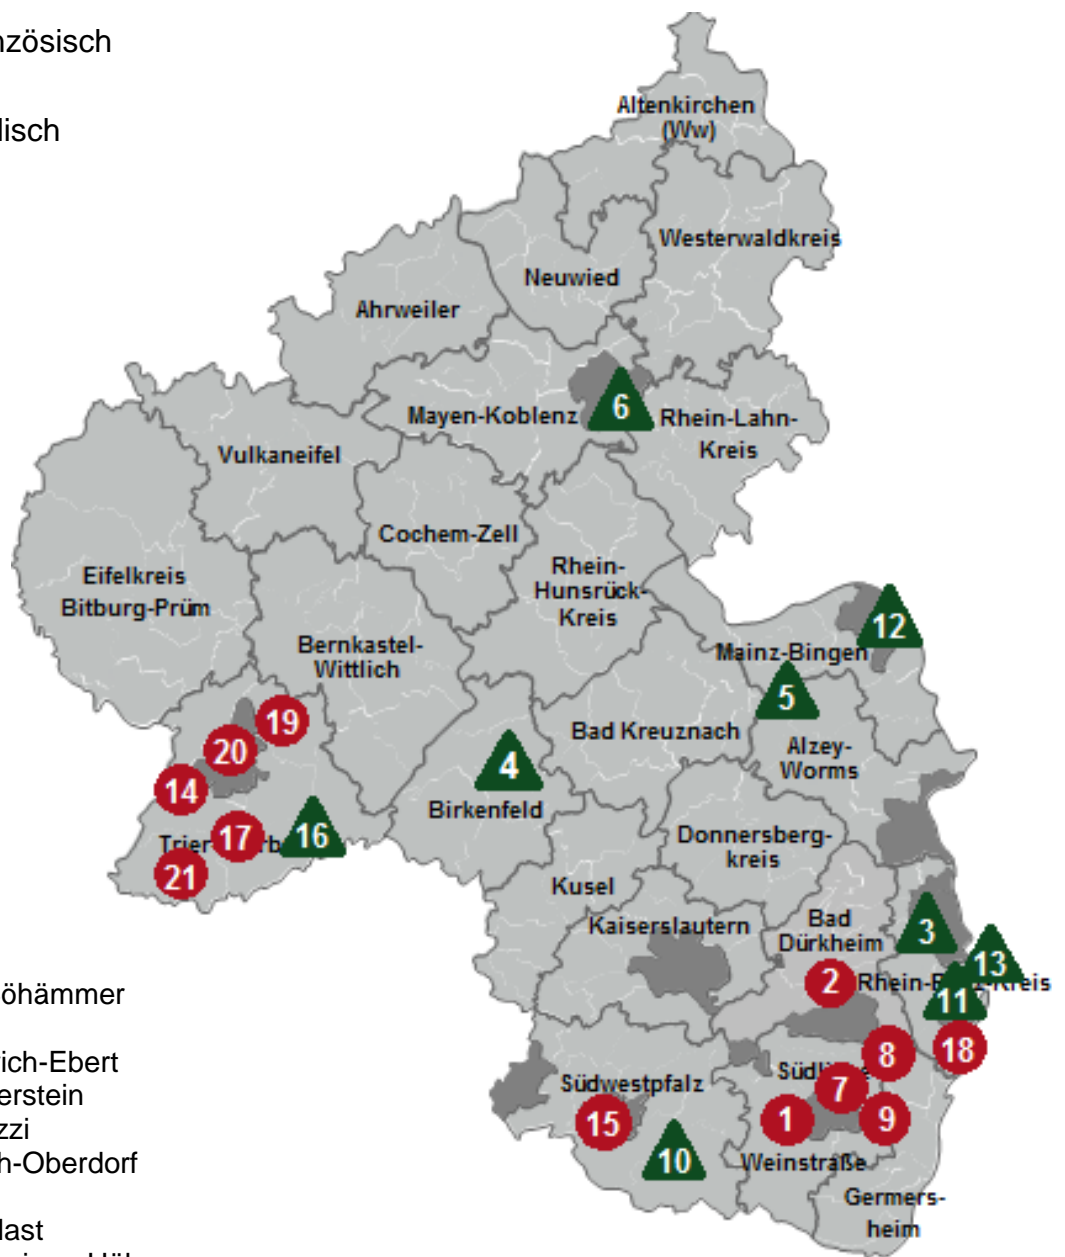 nzösisch
lisch
Altenkirchen
(Ww)
Westerwaldkreis
Neuwied
Ahrweiler
6
Mayen-Koblenz
Rhein-Lahn-
Kreis
Vulkaneifel
Cochem-Zell
Eifelkreis
Bitburg-Prüm
Rhein-
Hunsrück-
Kreis
12
Mainz-Bingen
Bernkastel-
Wittlich
5
19
20
Bad Kreuznach
Alzey-
Worms
4
14
Birkenfeld
17
16
21
Donnersberg-
kreis
Kusel
Kaiserslautern
Bad
Dürkheim
3
13
2
11
18
8
Südwestpfalz
7
15
1
9
10
Weinstraße
Germers-
heim
öhämmer
ich-Ebert
erstein
zzi
h-Oberdorf
last